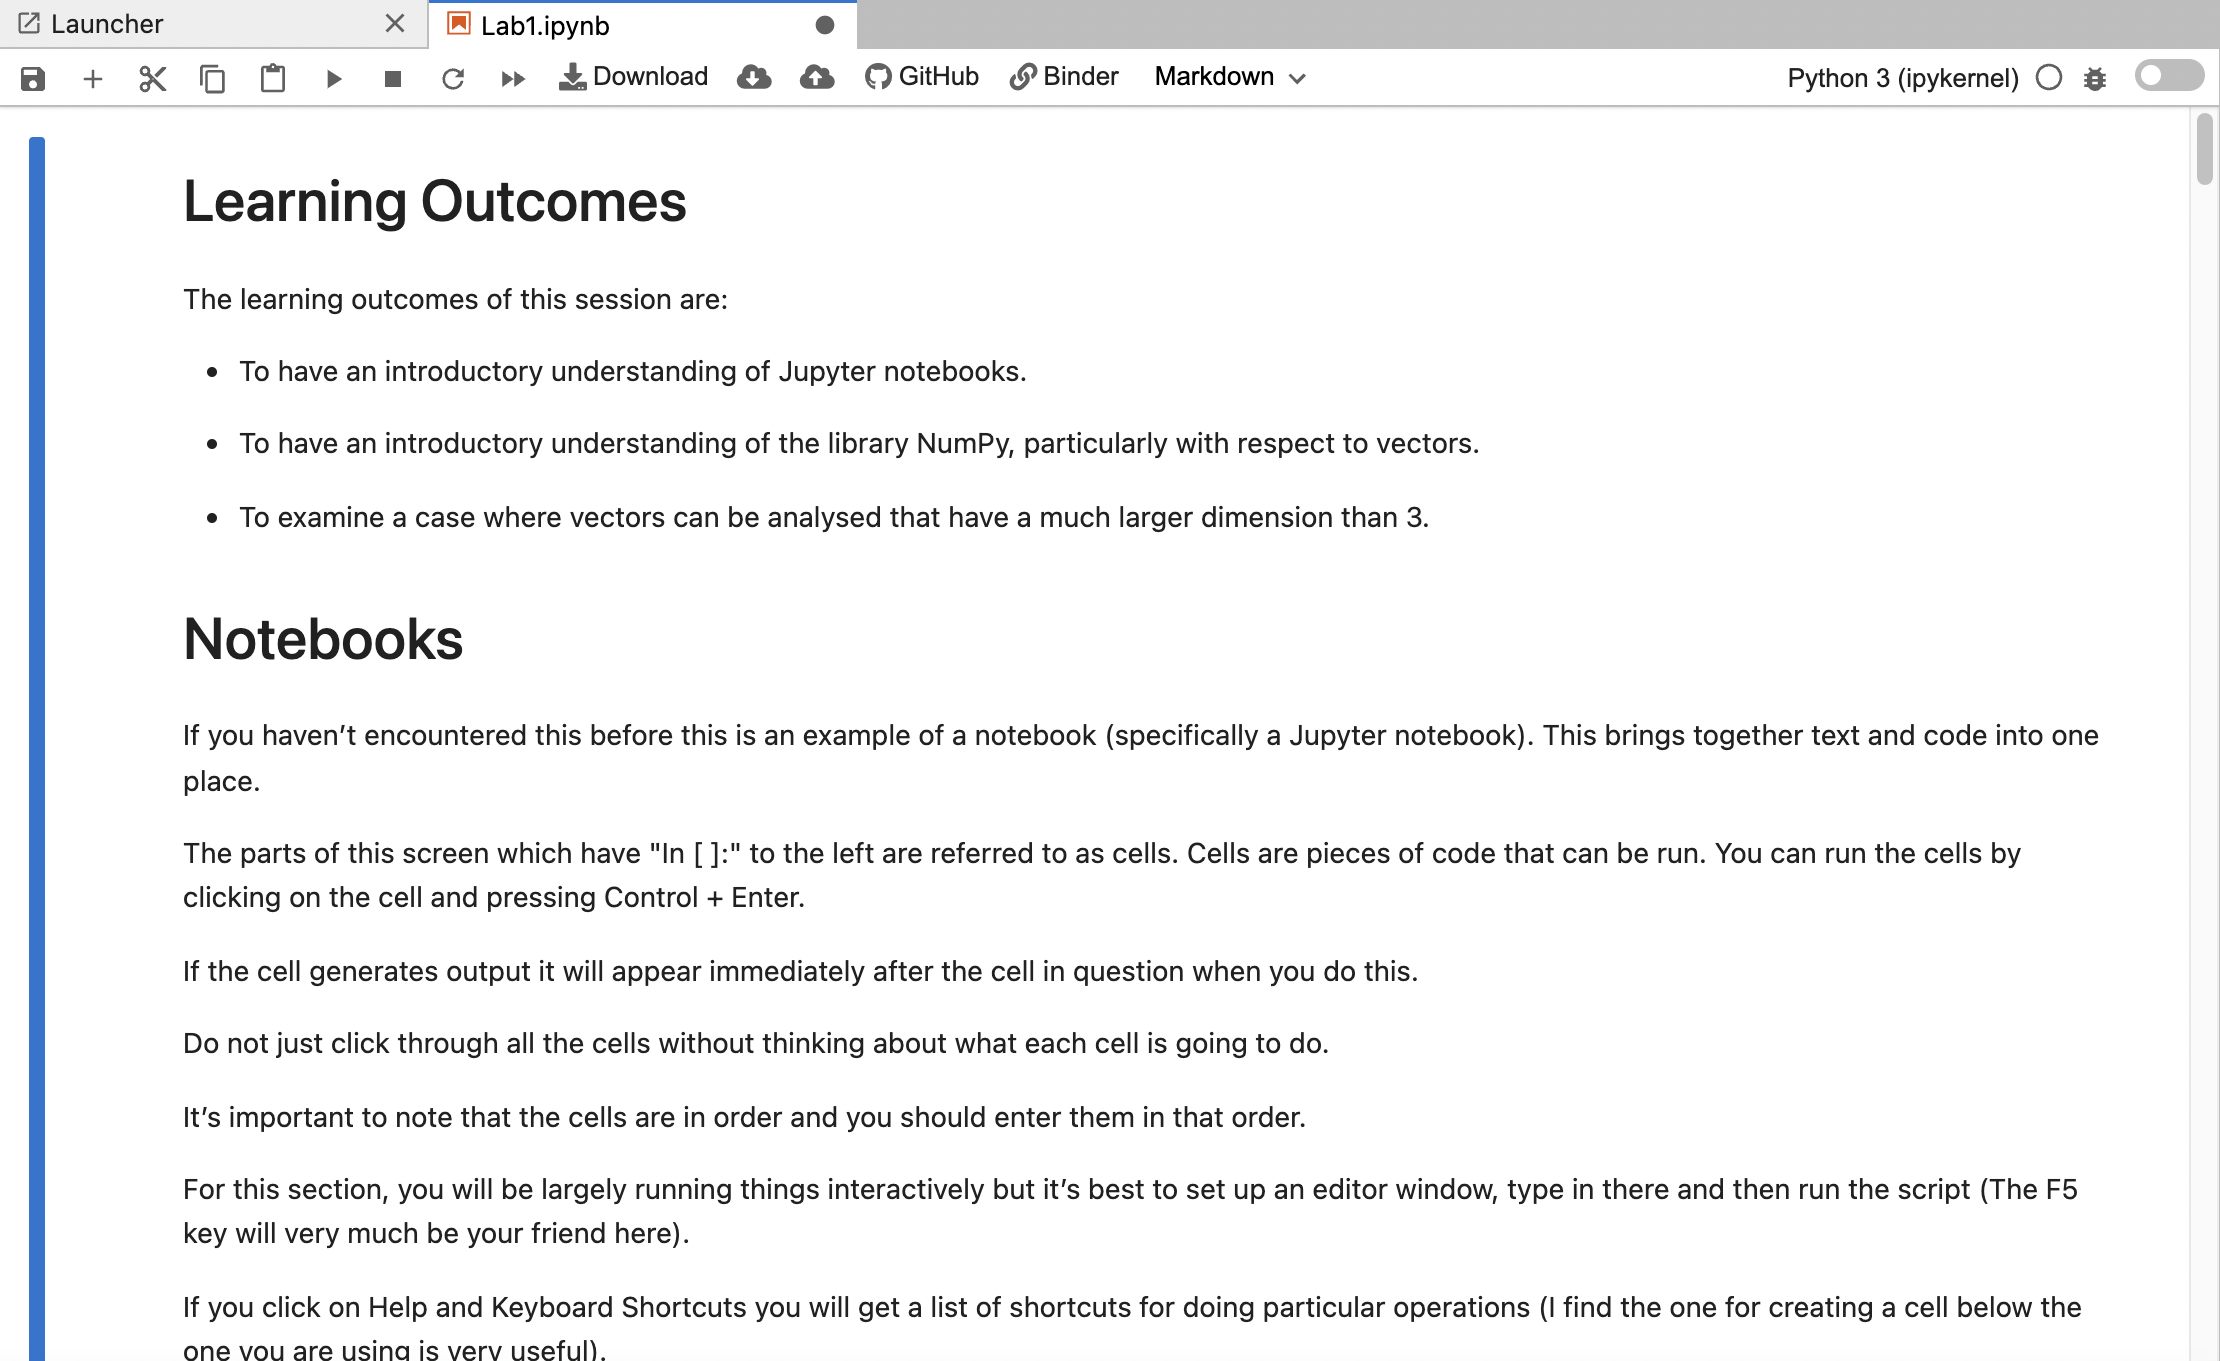 Launcher
Lab1.ipynb
Download GitHub Binder Markdown Python 3 (ipykernel)
Learning Outcomes
The learning outcomes of this session are:
• To have an introductory understanding of Jupyter notebooks.
• To have an introductory understanding of the library NumPy, particularly with respect to vectors.
• To examine a case where vectors can be analysed that have a much larger dimension than 3.
Notebooks
If you haven’t encountered this before this is an example of a notebook (specifically a Jupyter notebook). This brings together text and code into one
place.
The parts of this screen which have "In [ ]:" to the left are referred to as cells. Cells are pieces of code that can be run. You can run the cells by
clicking on the cell and pressing Control + Enter.
If the cell generates output it will appear immediately after the cell in question when you do this.
Do not just click through all the cells without thinking about what each cell is going to do.
It’s important to note that the cells are in order and you should enter them in that order.
For this section, you will be largely running things interactively but it’s best to set up an editor window, type in there and then run the script (The F5
key will very much be your friend here).
If you click on Help and Keyboard Shortcuts you will get a list of shortcuts for doing particular operations (I find the one for creating a cell below the
one you are using is very useful).